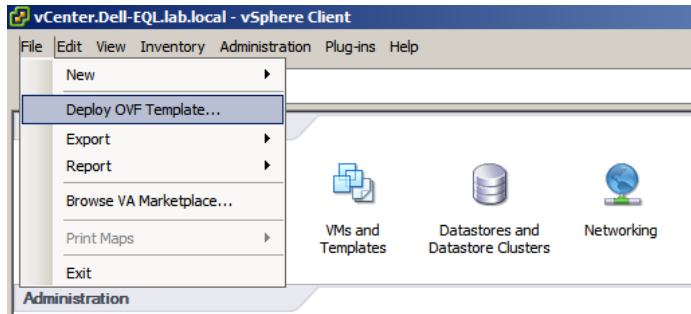 vCenter.Dell-EQL.lab.local - vSphere Client
File Edit View Inventory Administration Plug-ins Help
New
Deploy OVF Template...
Export
Report
Browse VA Marketplace...
Print Maps
Exit
VMs and
Templates
Datastores and
Datastore Clusters
Networking
Administration